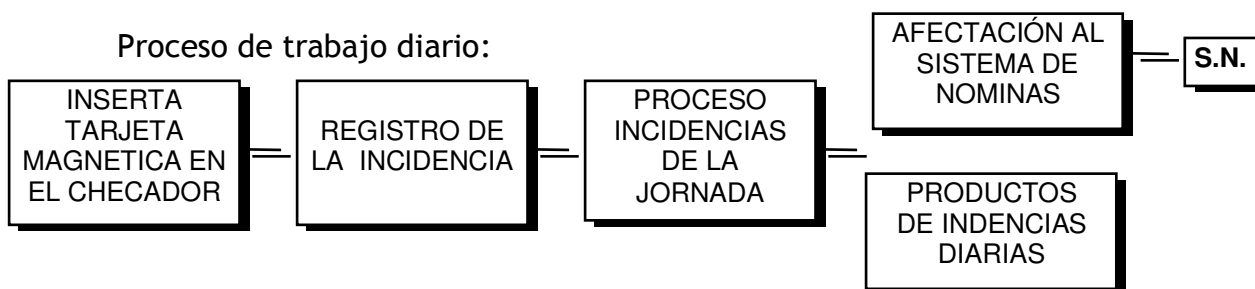 Proceso de trabajo diario:
INSERTA
TARJETA
MAGNETICA EN
EL CHECADOR
REGISTRO DE
LA INCIDENCIA
PROCESO
INCIDENCIAS
DE LA
JORNADA
AFECTACIÓN AL
SISTEMA DE
NOMINAS
S.N.
PRODUCTOS
DE INDENCIAS
DIARIAS